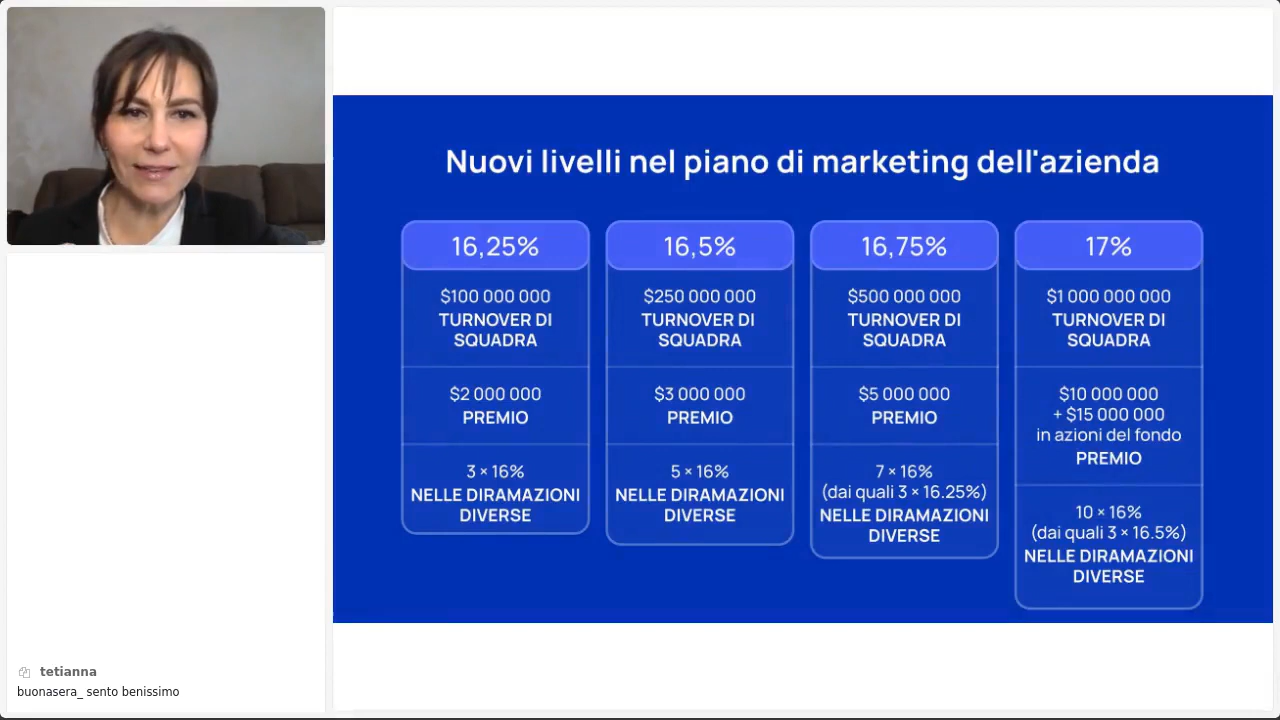 Nuovi livelli nel piano di marketing dell'azienda
16,25%
$100 000 000
TURNOVER DI
SQUADRA
$2 000 000
PREMIO
3 × 16%
NELLE DIRAMAZIONI
DIVERSE
16,5%
$250 000 000
TURNOVER DI
SQUADRA
$3 000 000
PREMIO
5 × 16%
NELLE DIRAMAZIONI
DIVERSE
16,75%
$500 000 000
TURNOVER DI
SQUADRA
$5 000 000
PREMIO
7 × 16%
(dai quali 3 × 16.25%)
NELLE DIRAMAZIONI
DIVERSE
17%
$1 000 000 000
TURNOVER DI
SQUADRA
$10 000 000
+ $15 000 000
in azioni del fondo
PREMIO
10 × 16%
(dai quali 3 × 16.5%)
NELLE DIRAMAZIONI
DIVERSE
tetianna
buonasera_ sento benissimo